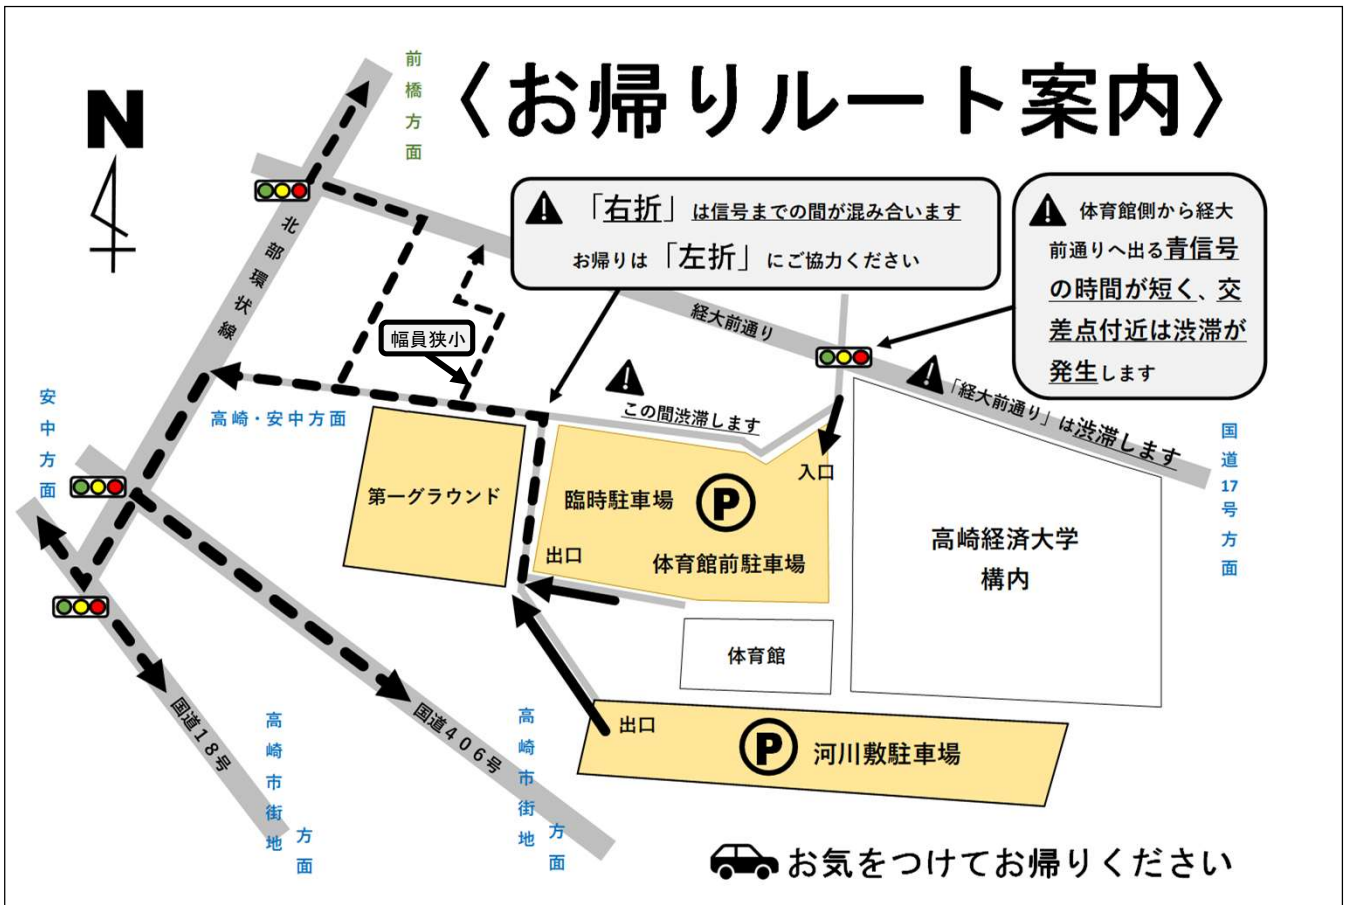 〈お帰りルート案内〉
N
前橋方面
「右折」は信号までの間が混み合います
お帰りは「左折」にご協力ください
体育館側から経大
前通りへ出る青信号
の時間が短く、交
差点付近は渋滞が
発生します
北部環状線
経大前通り
幅員狭小
安中方面
高崎・安中方面
この間渋滞します
「経大前通り」は渋滞します
国道17号方面
入口
第一グラウンド
臨時駐車場
P
出口
体育館前駐車場
高崎経済大学
構内
体育館
国道18号
高崎市街地
方面
国道406号
高崎市街地
方面
出口
P
河川敷駐車場
お気をつけてお帰りください